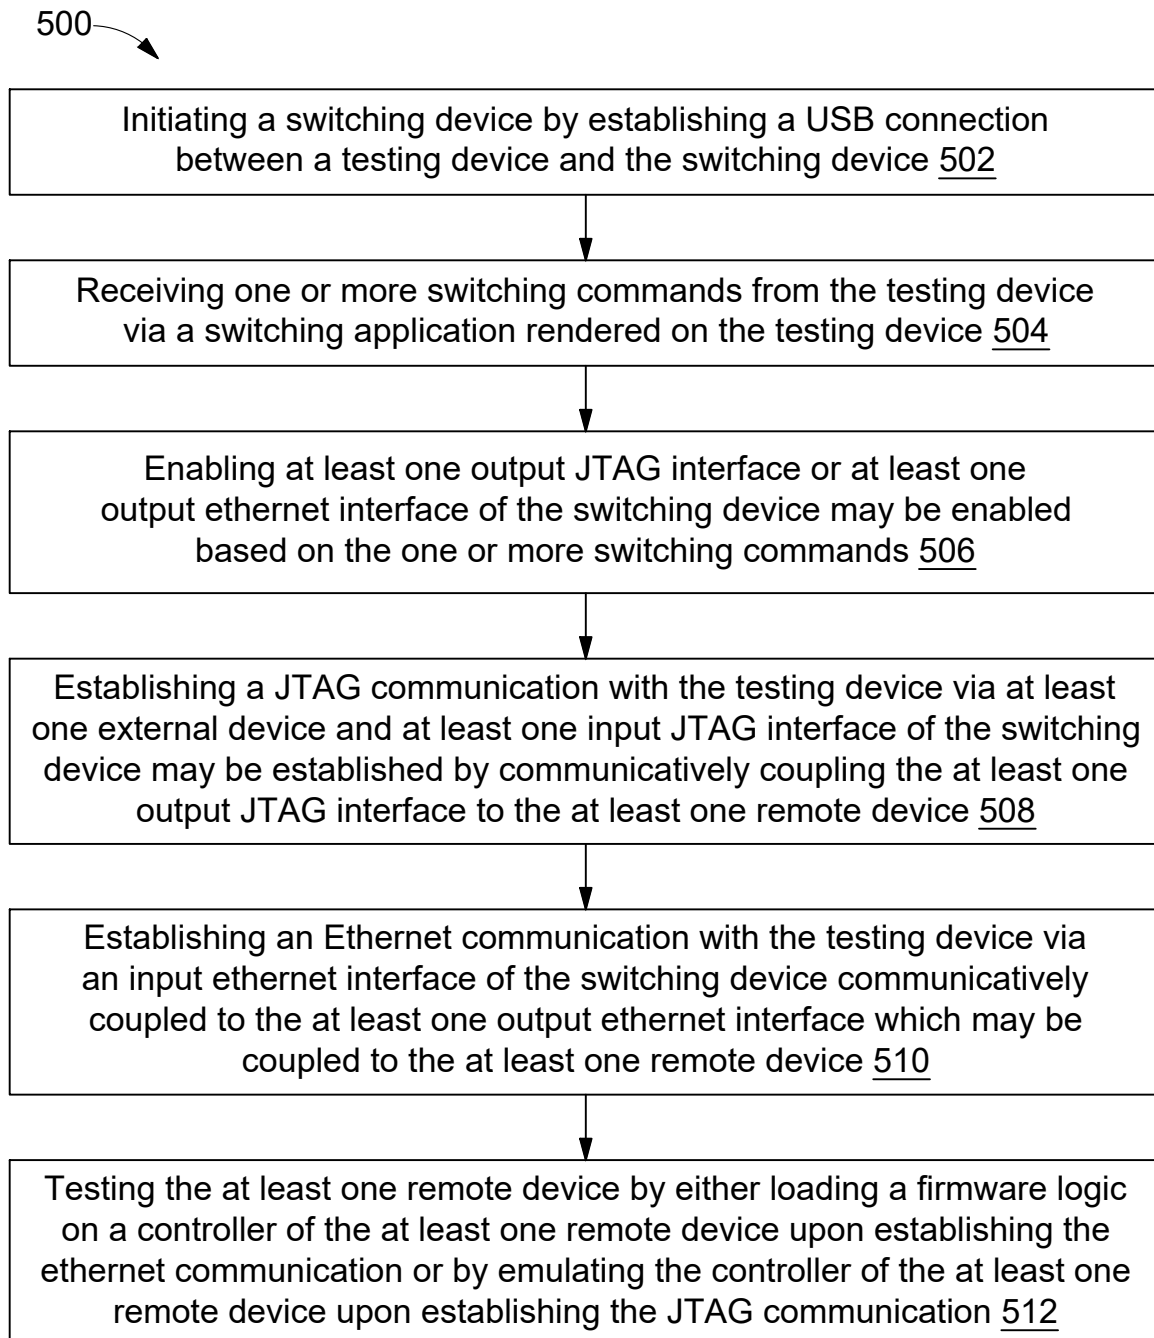 500
Initiating a switching device by establishing a USB connection
between a testing device and the switching device 502
Receiving one or more switching commands from the testing device
via a switching application rendered on the testing device 504
Enabling at least one output JTAG interface or at least one
output ethernet interface of the switching device may be enabled
based on the one or more switching commands 506
Establishing a JTAG communication with the testing device via at least
one external device and at least one input JTAG interface of the switching
device may be established by communicatively coupling the at least one
output JTAG interface to the at least one remote device 508
Establishing an Ethernet communication with the testing device via
an input ethernet interface of the switching device communicatively
coupled to the at least one output ethernet interface which may be
coupled to the at least one remote device 510
Testing the at least one remote device by either loading a firmware logic
on a controller of the at least one remote device upon establishing the
ethernet communication or by emulating the controller of the at least one
remote device upon establishing the JTAG communication 512